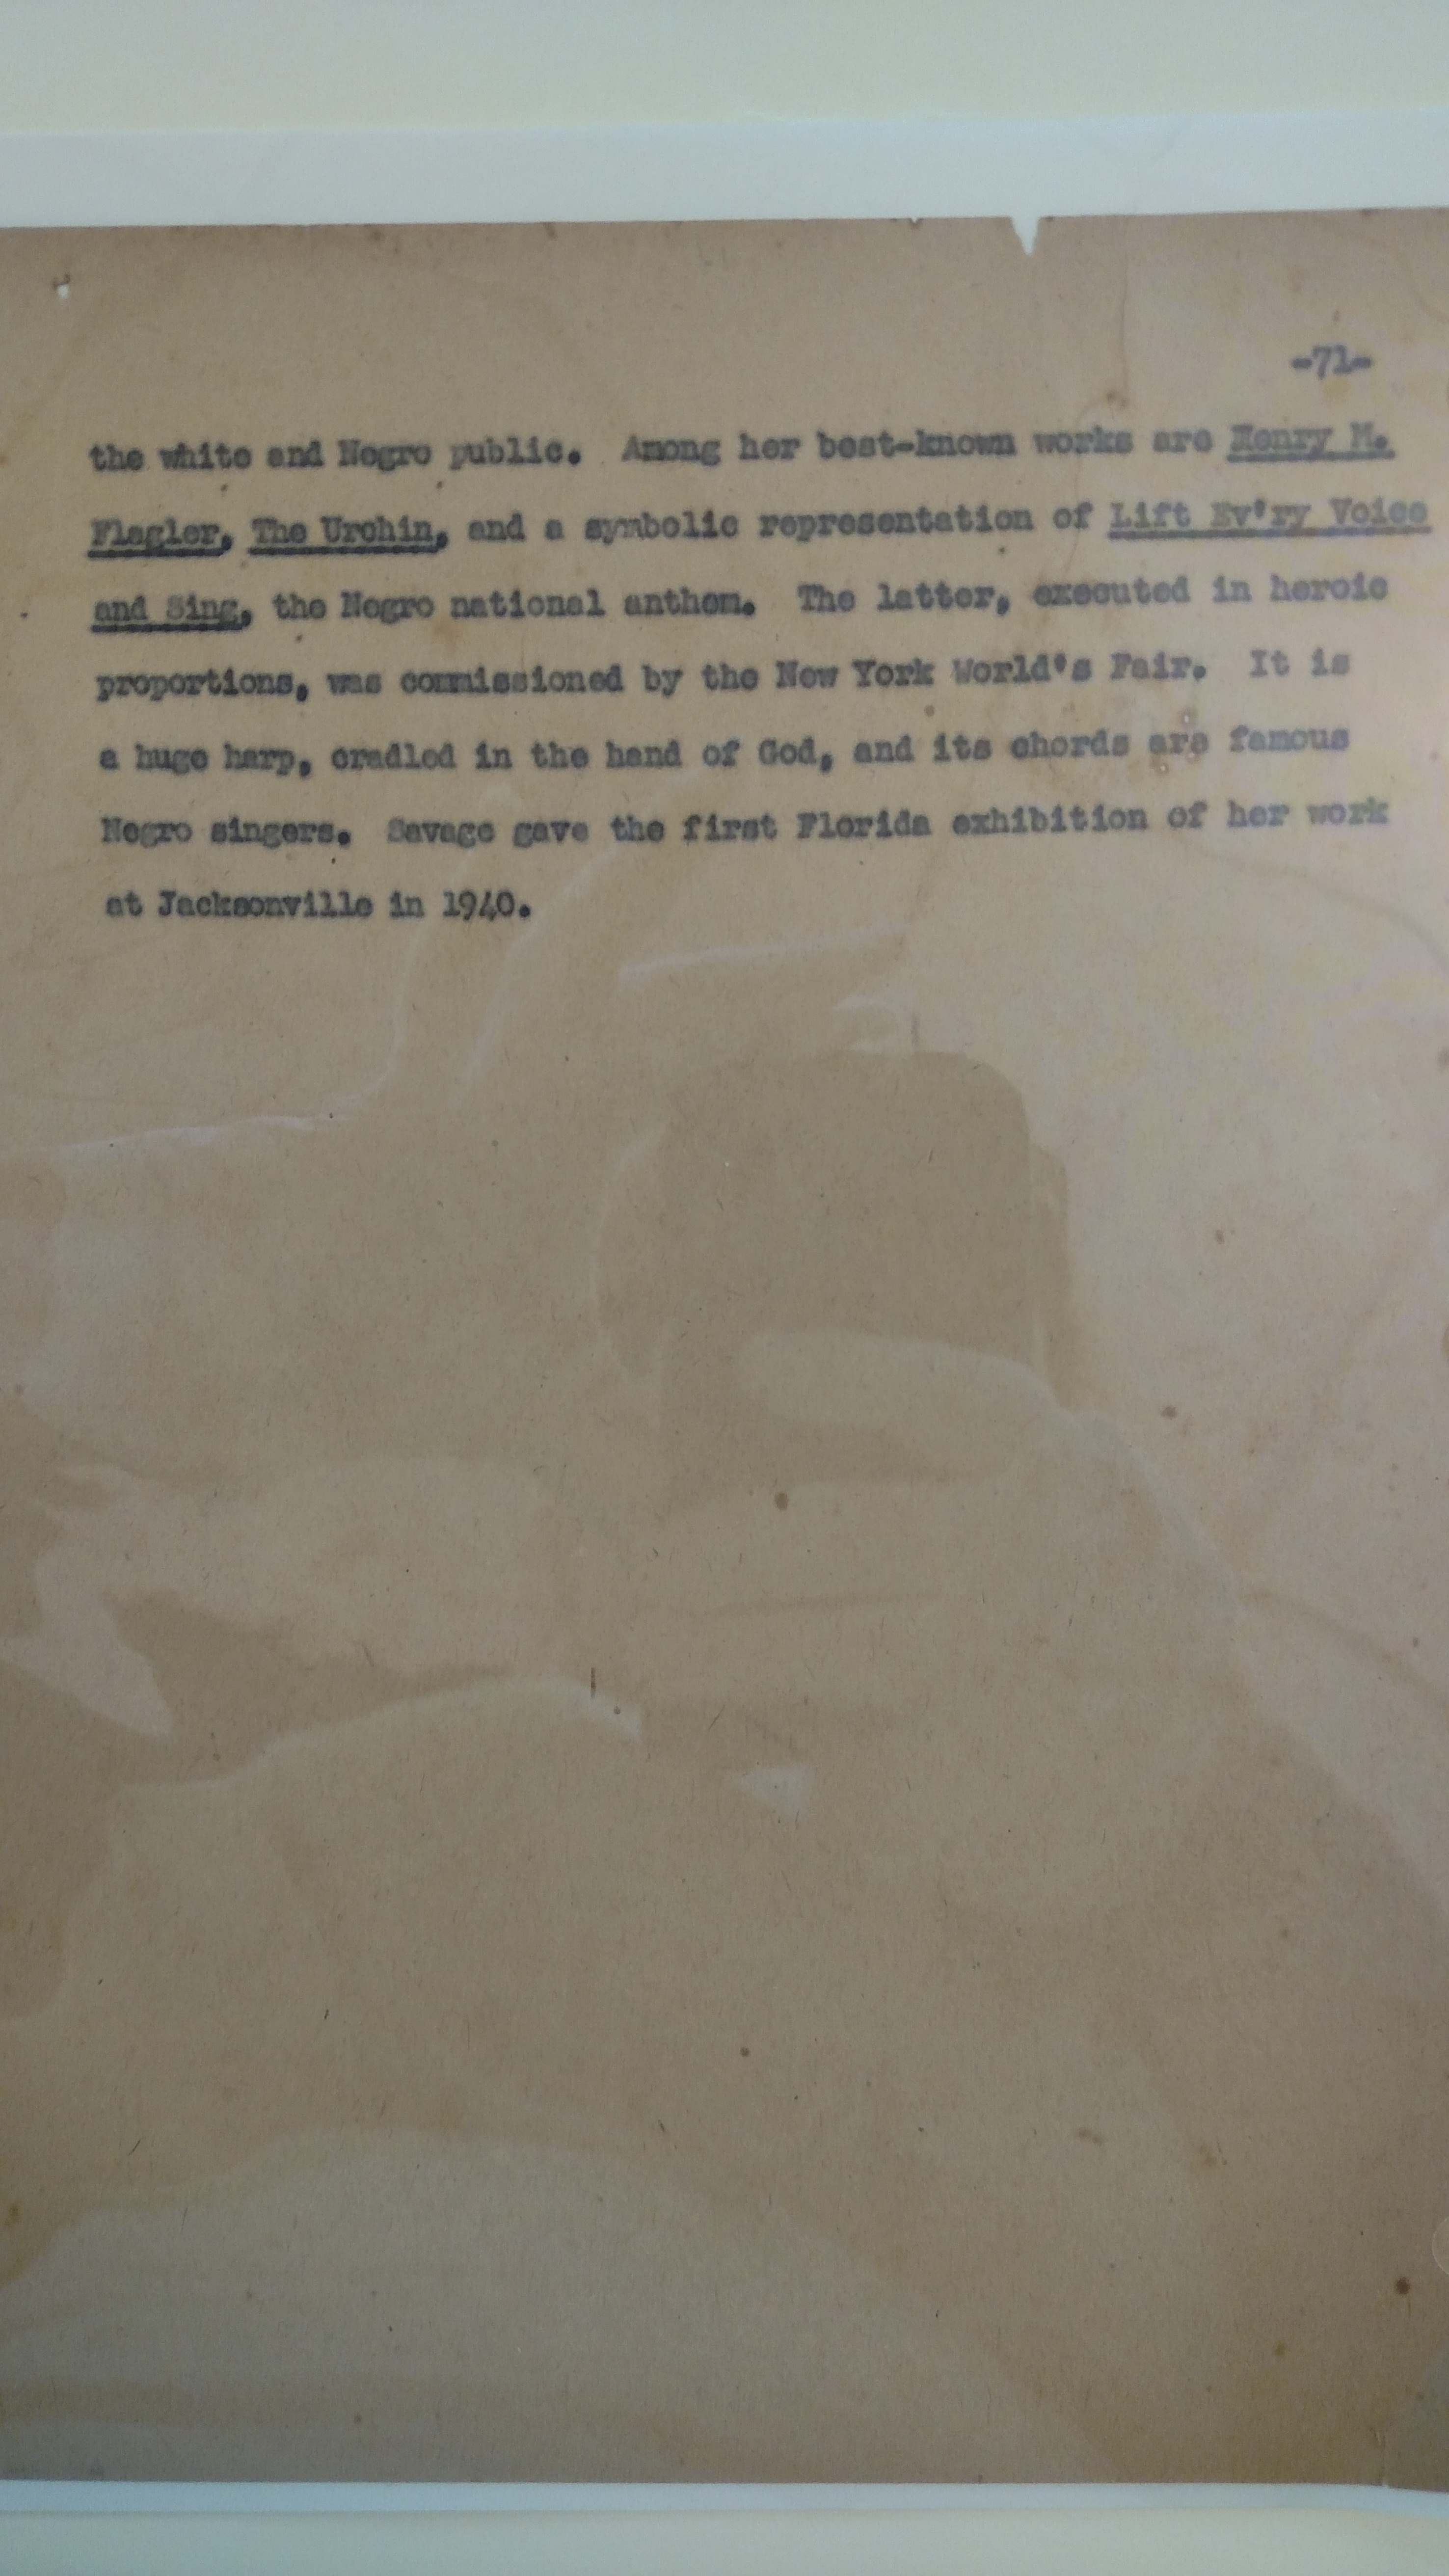 -71-
the white and Negro public. Among her best-known works are Henry M.
Flagler, The Urchin, and a symbolic representation of Lift Ev'ry Voice
and Sing, the Negro national anthem. The latter, executed in heroic
proportions, was commissioned by the New York World's Fair. It is
a huge harp, cradled in the hand of God, and its chords are famous
Negro singers. Savage gave the first Florida exhibition of her work
at Jacksonville in 1940.